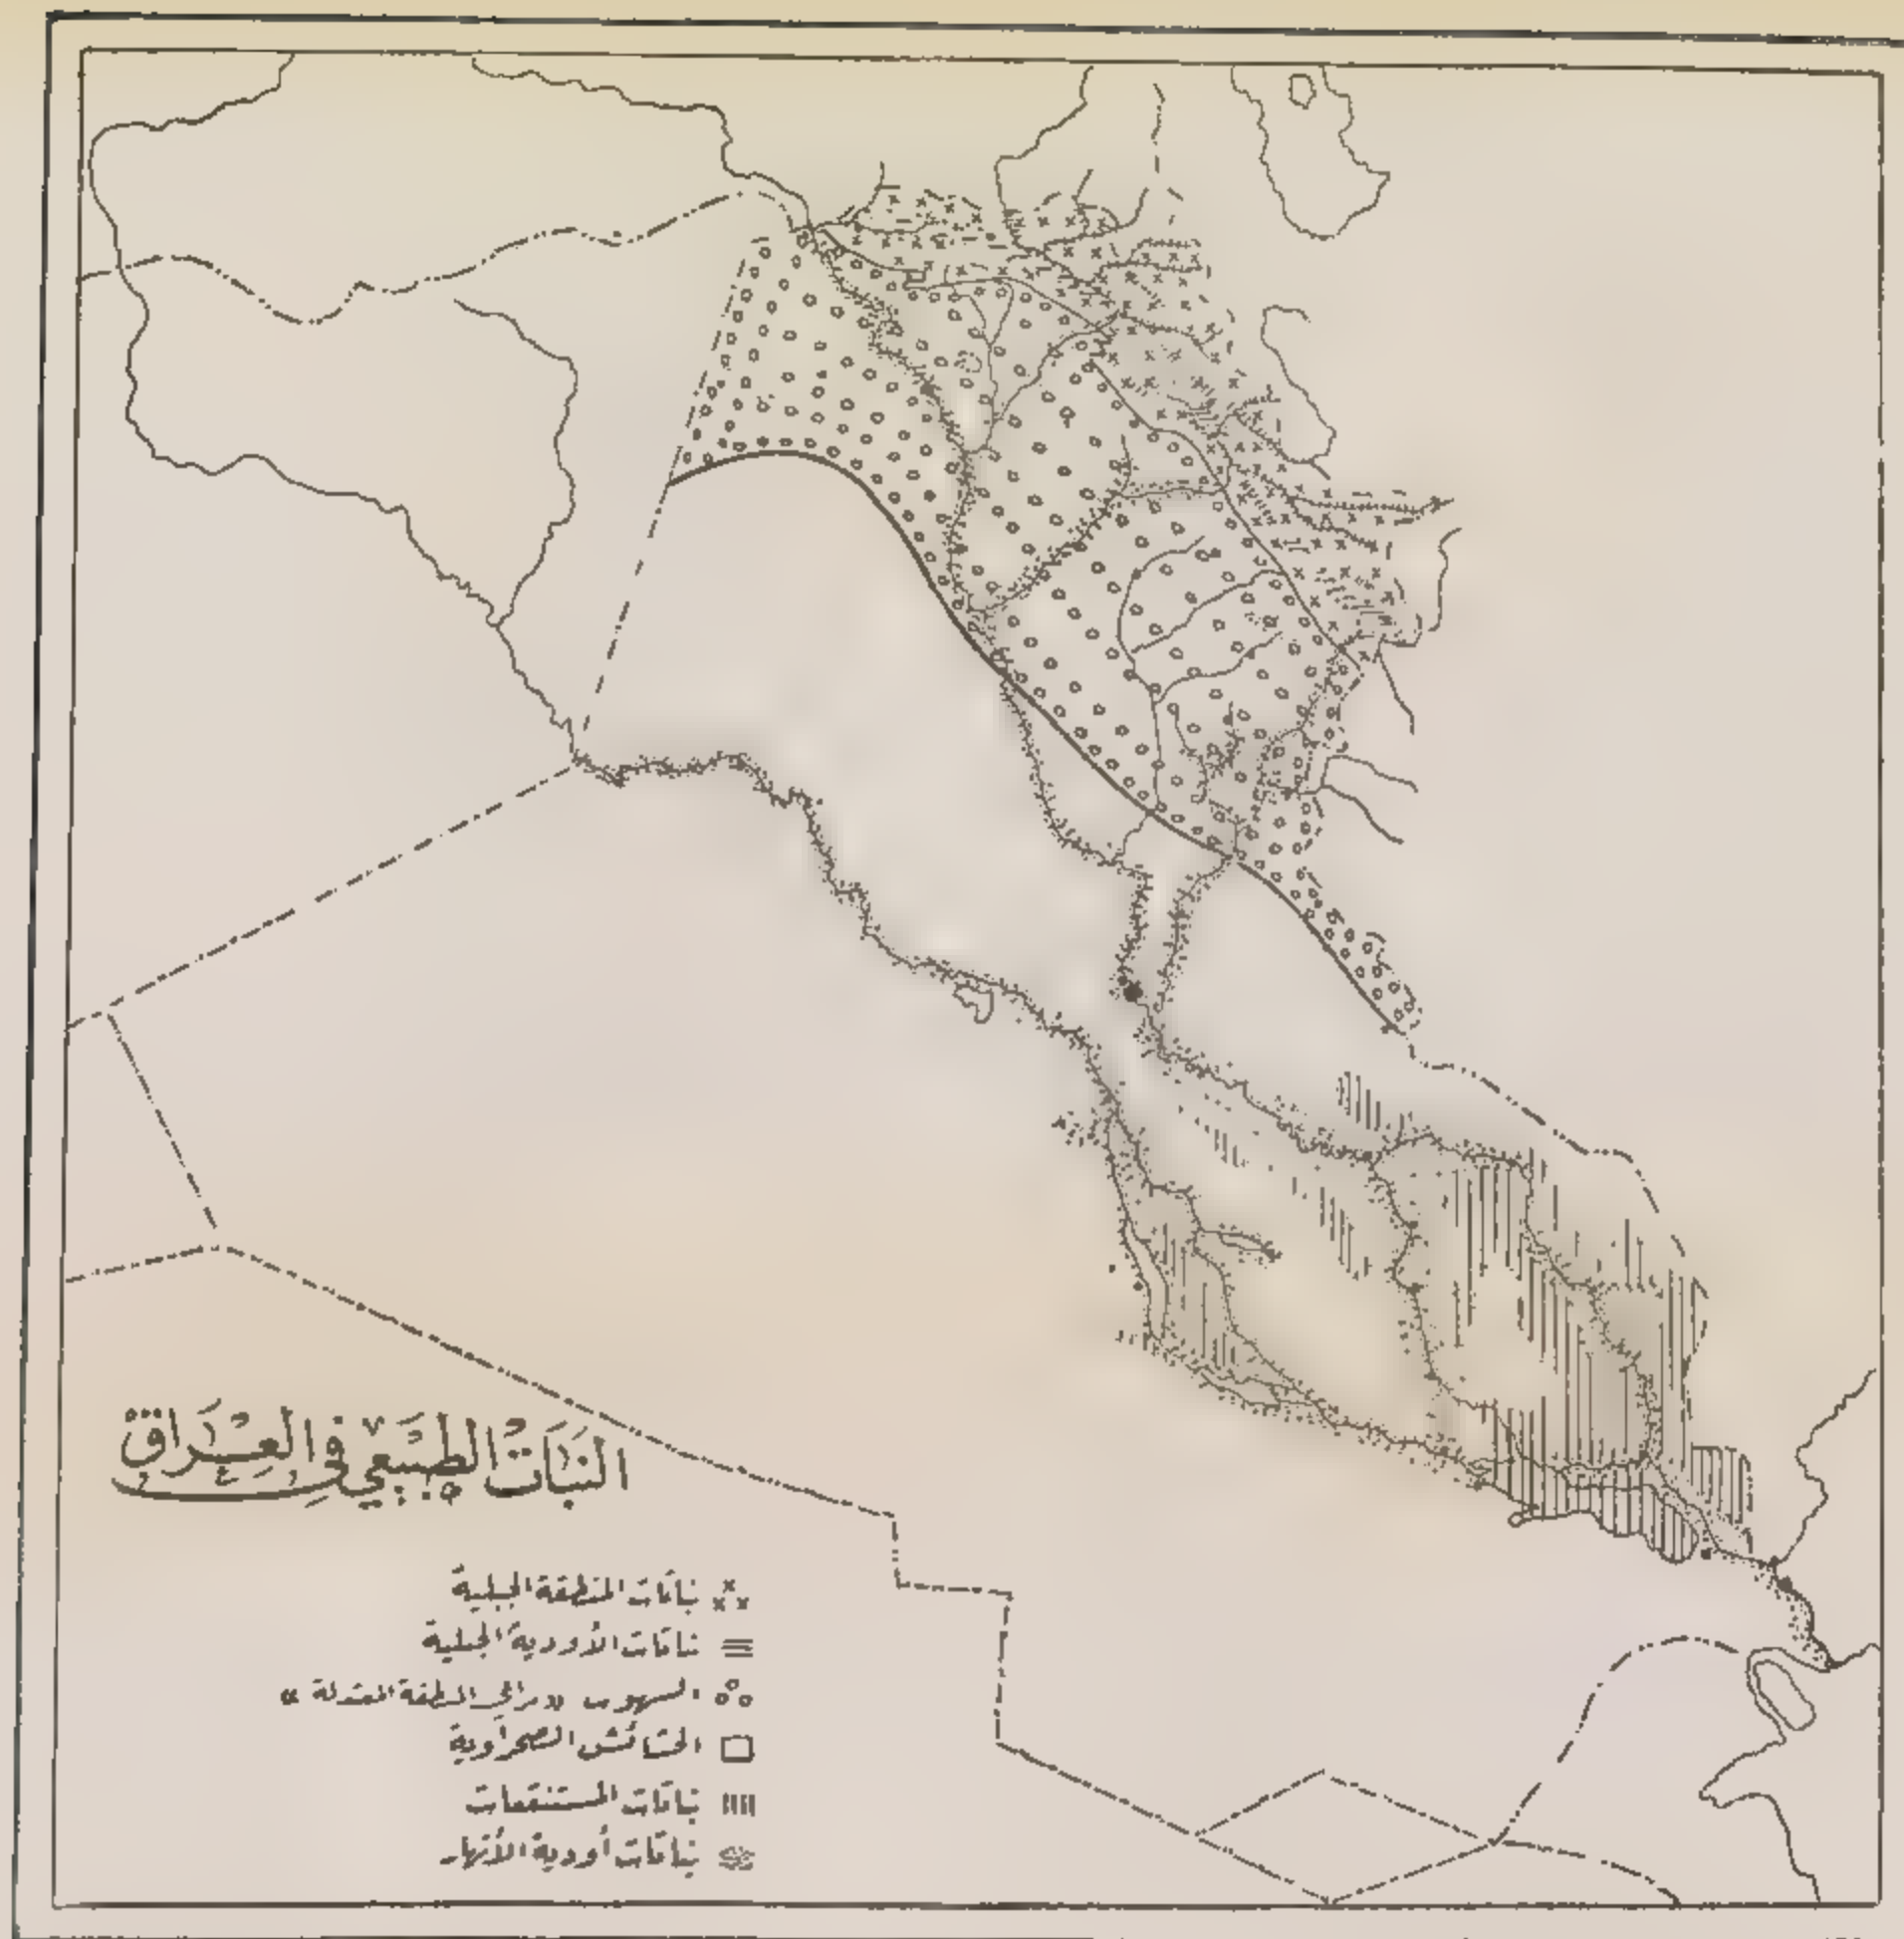 النبات الطبيعي في العراق
نباتات المنطقة الجبلية
نباتات الأودية الجبلية
السهوب «مراعي المنطقة المعتدلة»
الحشائش الصحراوية
نباتات المستنقعات
نباتات أودية الأنهار